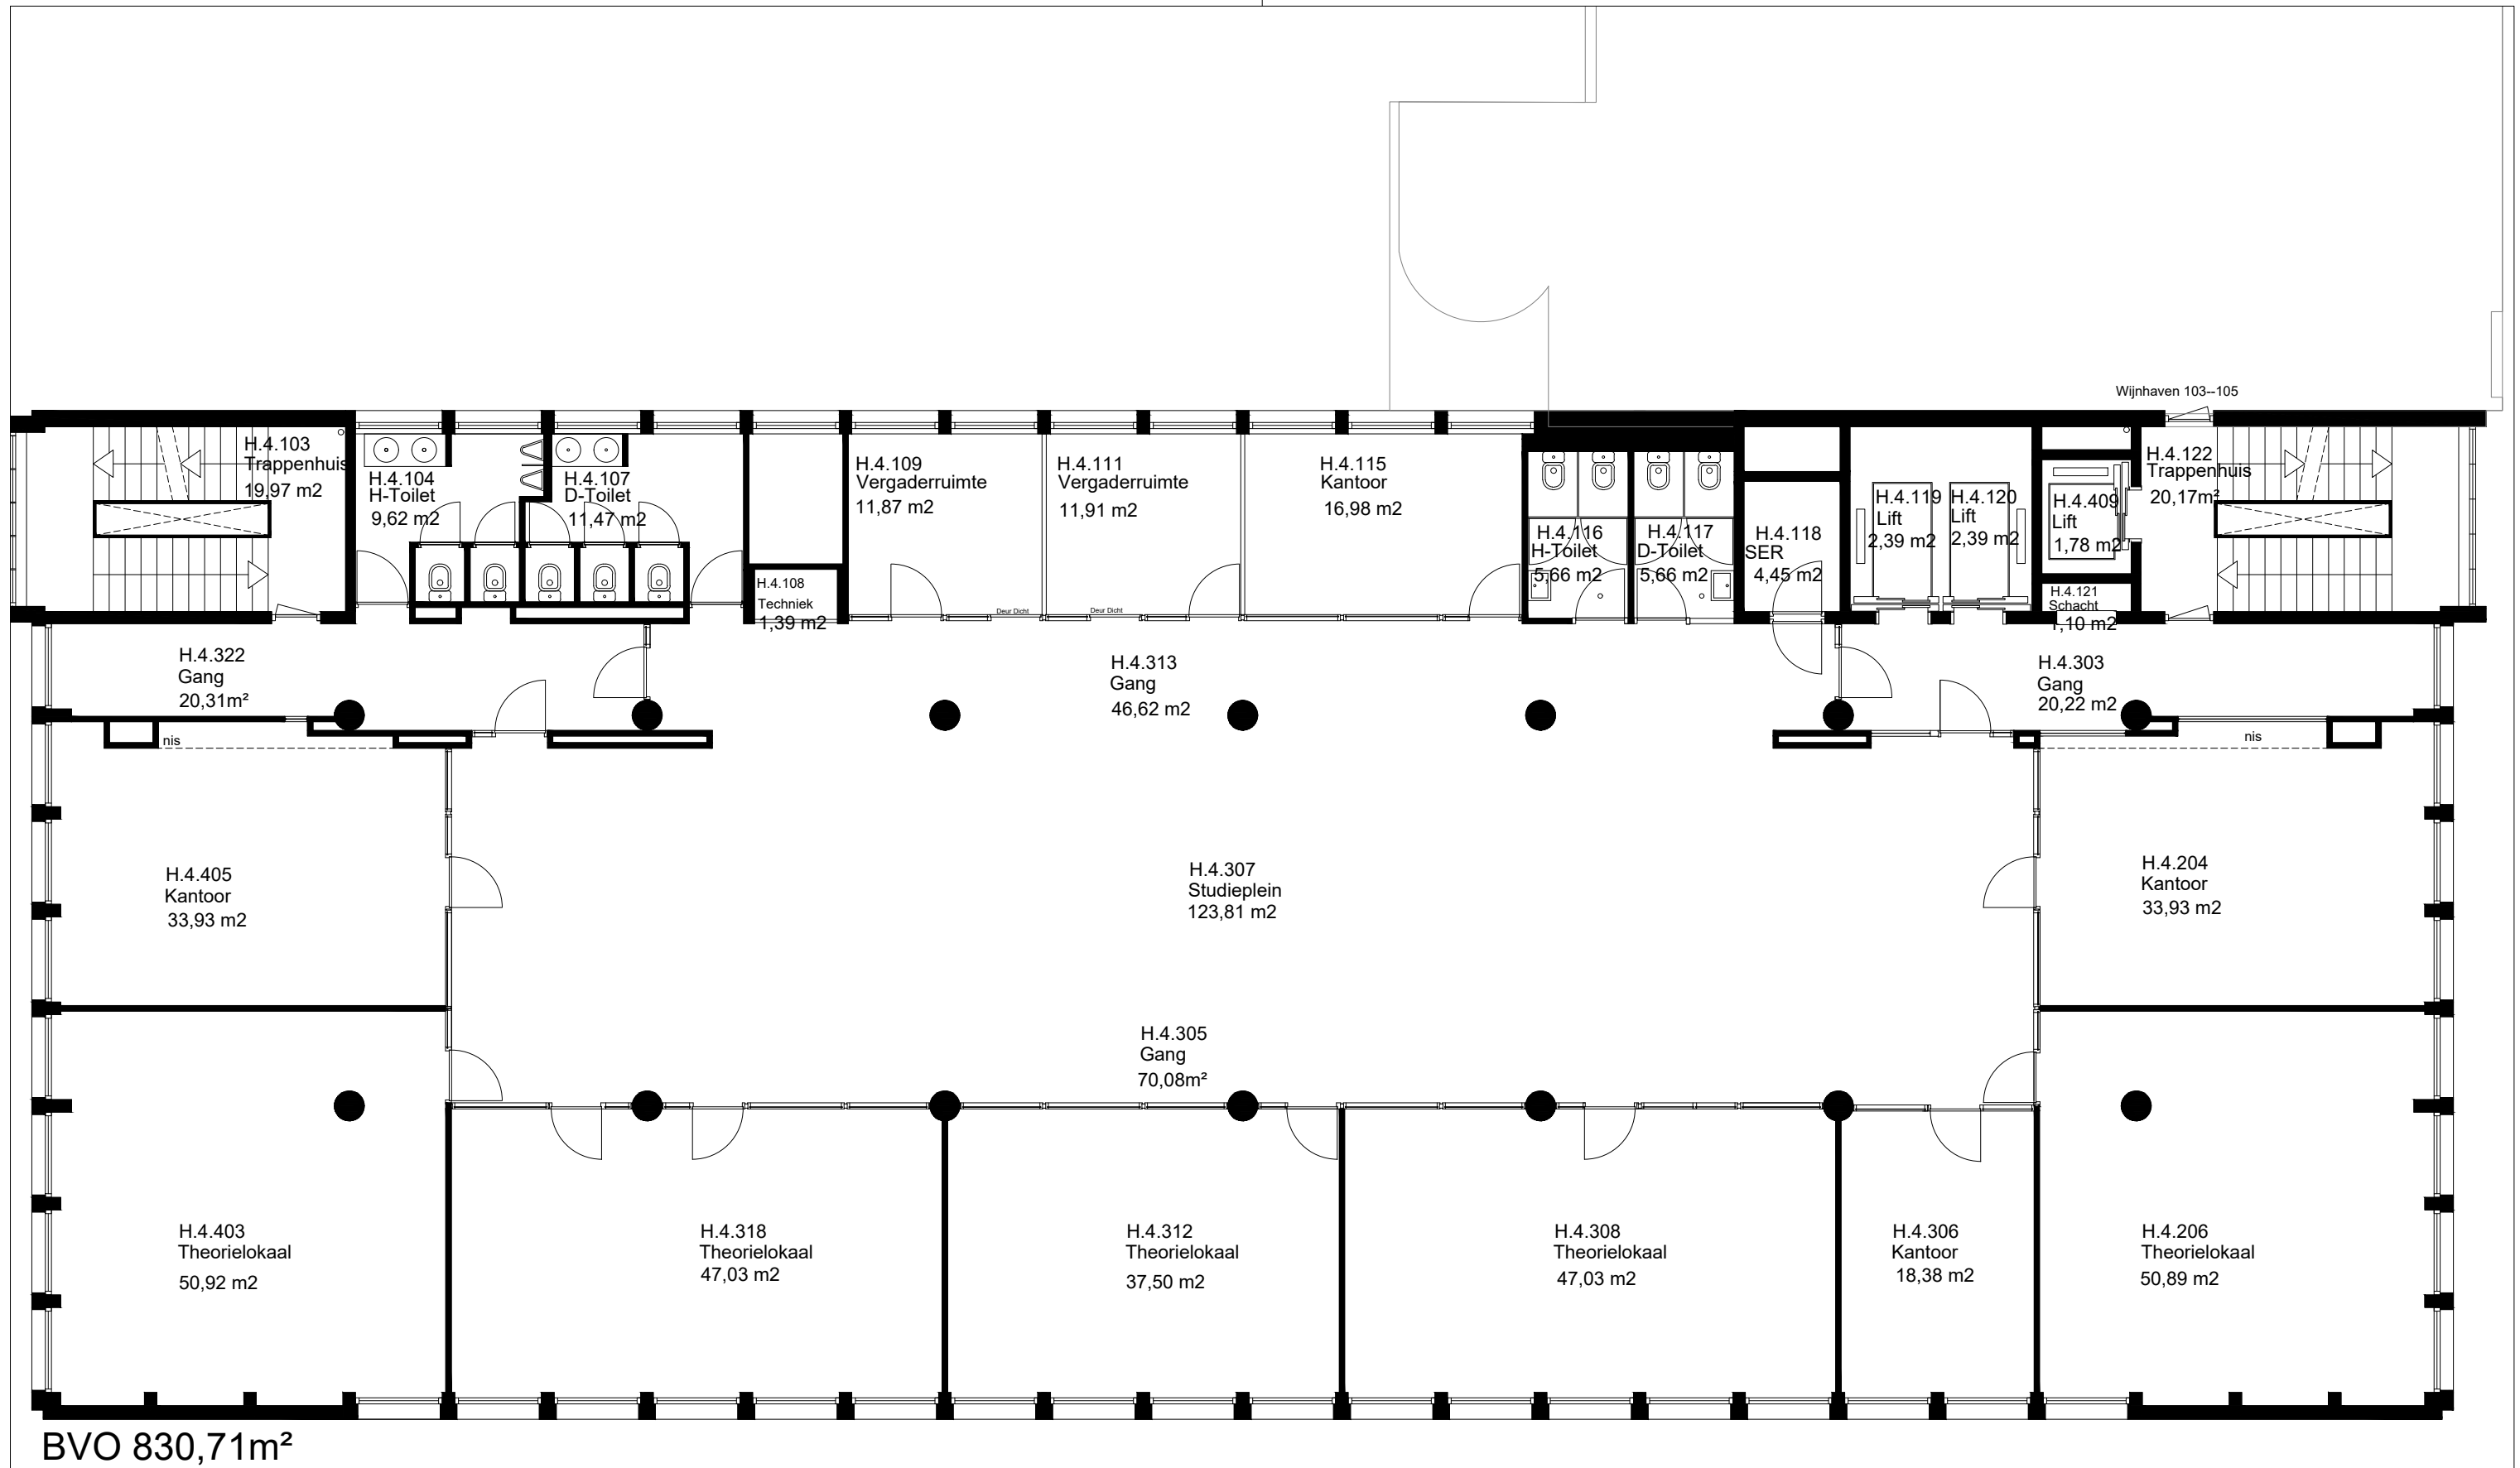 Wijnhaven 103--105
H.4.103
Trappenhuis
19,97 m2
H.4.104
H-Toilet
9,62 m2
H.4.107
D-Toilet
11,47 m2
H.4.108
Techniek
1,39 m2
H.4.109
Vergaderruimte
11,87 m2
Deur Dicht
H.4.111
Vergaderruimte
11,91 m2
Deur Dicht
H.4.115
Kantoor
16,98 m2
H.4.116
H-Toilet
5,66 m2
H.4.117
D-Toilet
5,66 m2
H.4.118
SER
4,45 m2
H.4.119
Lift
2,39 m2
H.4.120
Lift
2,39 m2
H.4.409
Lift
1,78 m2
H.4.121
Schacht
1,10 m2
H.4.122
Trappenhuis
20,17m²
H.4.322
Gang
20,31m²
H.4.313
Gang
46,62 m2
H.4.303
Gang
20,22 m2
nis
nis
H.4.405
Kantoor
33,93 m2
H.4.307
Studieplein
123,81 m2
H.4.204
Kantoor
33,93 m2
H.4.305
Gang
70,08m²
H.4.403
Theorielokaal
50,92 m2
H.4.318
Theorielokaal
47,03 m2
H.4.312
Theorielokaal
37,50 m2
H.4.308
Theorielokaal
47,03 m2
H.4.306
Kantoor
18,38 m2
H.4.206
Theorielokaal
50,89 m2
BVO 830,71m²